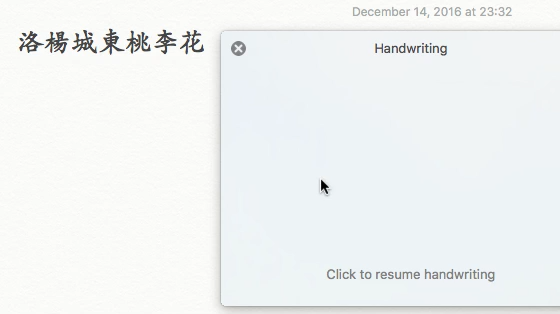 December 14, 2016 at 23:32
洛楊城東桃李花
Handwriting
Click to resume handwriting